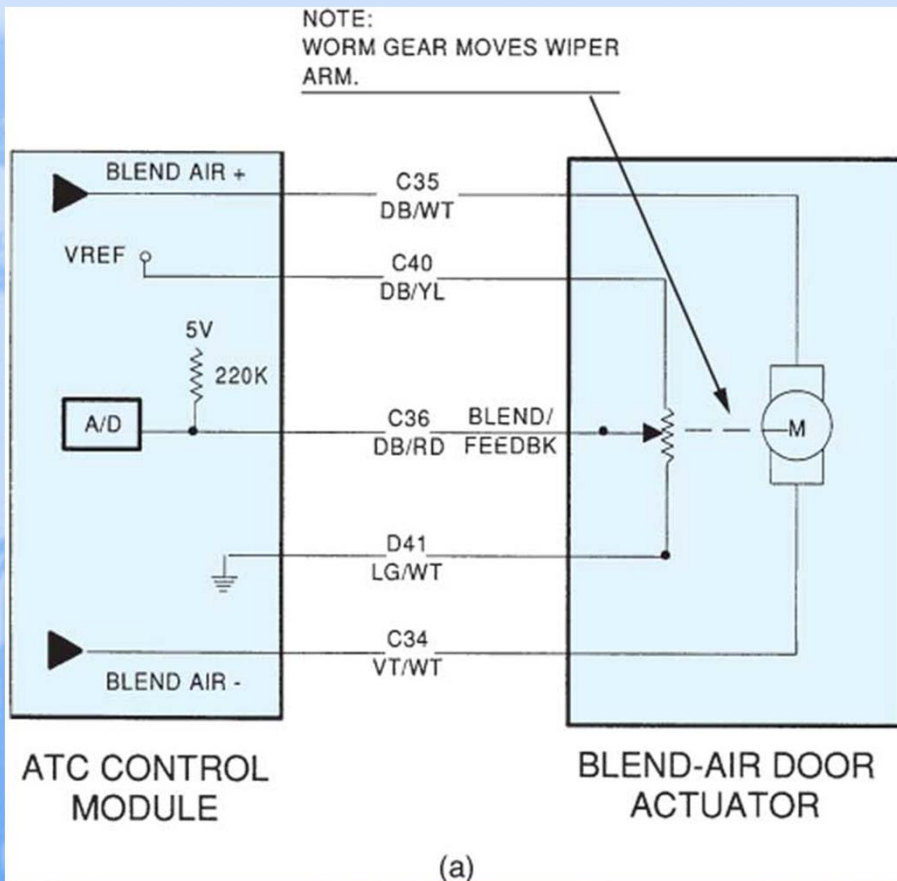 NOTE:
WORM GEAR MOVES WIPER
ARM.
BLEND AIR +
C35
DB/WT
VREF
C40
DB/YL
5V
220K
A/D
C36
DB/RD
BLEND/
FEEDBK
M
D41
LG/WT
C34
VT/WT
BLEND AIR -
ATC CONTROL
MODULE
BLEND-AIR DOOR
ACTUATOR
(a)